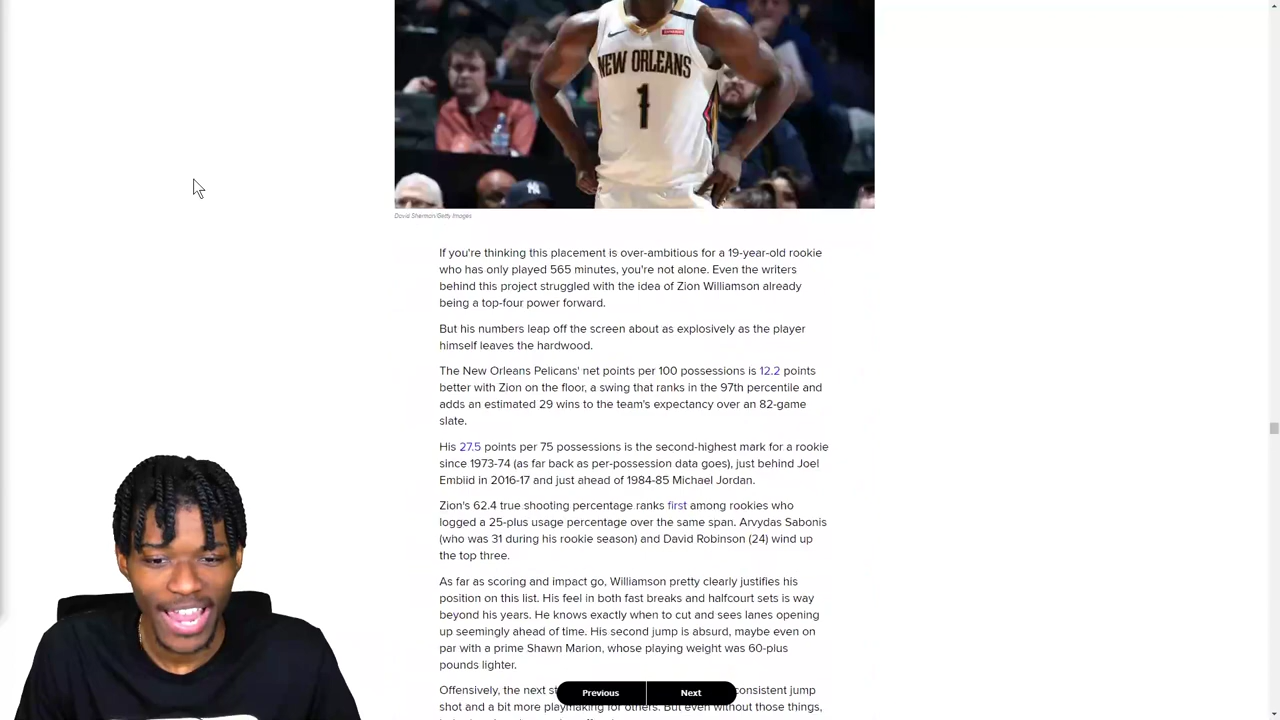 NEW ORLEANS
1
David Sherman/Getty Images
If you're thinking this placement is over-ambitious for a 19-year-old rookie
who has only played 565 minutes, you're not alone. Even the writers
behind this project struggled with the idea of Zion Williamson already
being a top-four power forward.
But his numbers leap off the screen about as explosively as the player
himself leaves the hardwood.
The New Orleans Pelicans' net points per 100 possessions is 12.2 points
better with Zion on the floor, a swing that ranks in the 97th percentile and
adds an estimated 29 wins to the team's expectancy over an 82-game
slate.
His 27.5 points per 75 possessions is the second-highest mark for a rookie
since 1973-74 (as far back as per-possession data goes), just behind Joel
Embiid in 2016-17 and just ahead of 1984-85 Michael Jordan.
Zion's 62.4 true shooting percentage ranks first among rookies who
logged a 25-plus usage percentage over the same span. Arvydas Sabonis
(who was 31 during his rookie season) and David Robinson (24) wind up
the top three.
As far as scoring and impact go, Williamson pretty clearly justifies his
position on this list. His feel in both fast breaks and halfcourt sets is way
beyond his years. He knows exactly when to cut and sees lanes opening
up seemingly ahead of time. His second jump is absurd, maybe even on
par with a prime Shawn Marion, whose playing weight was 60-plus
pounds lighter.
Offensively, the next st consistent jump
Previous Next
shot and a bit more playmaking for others. But even without those things,